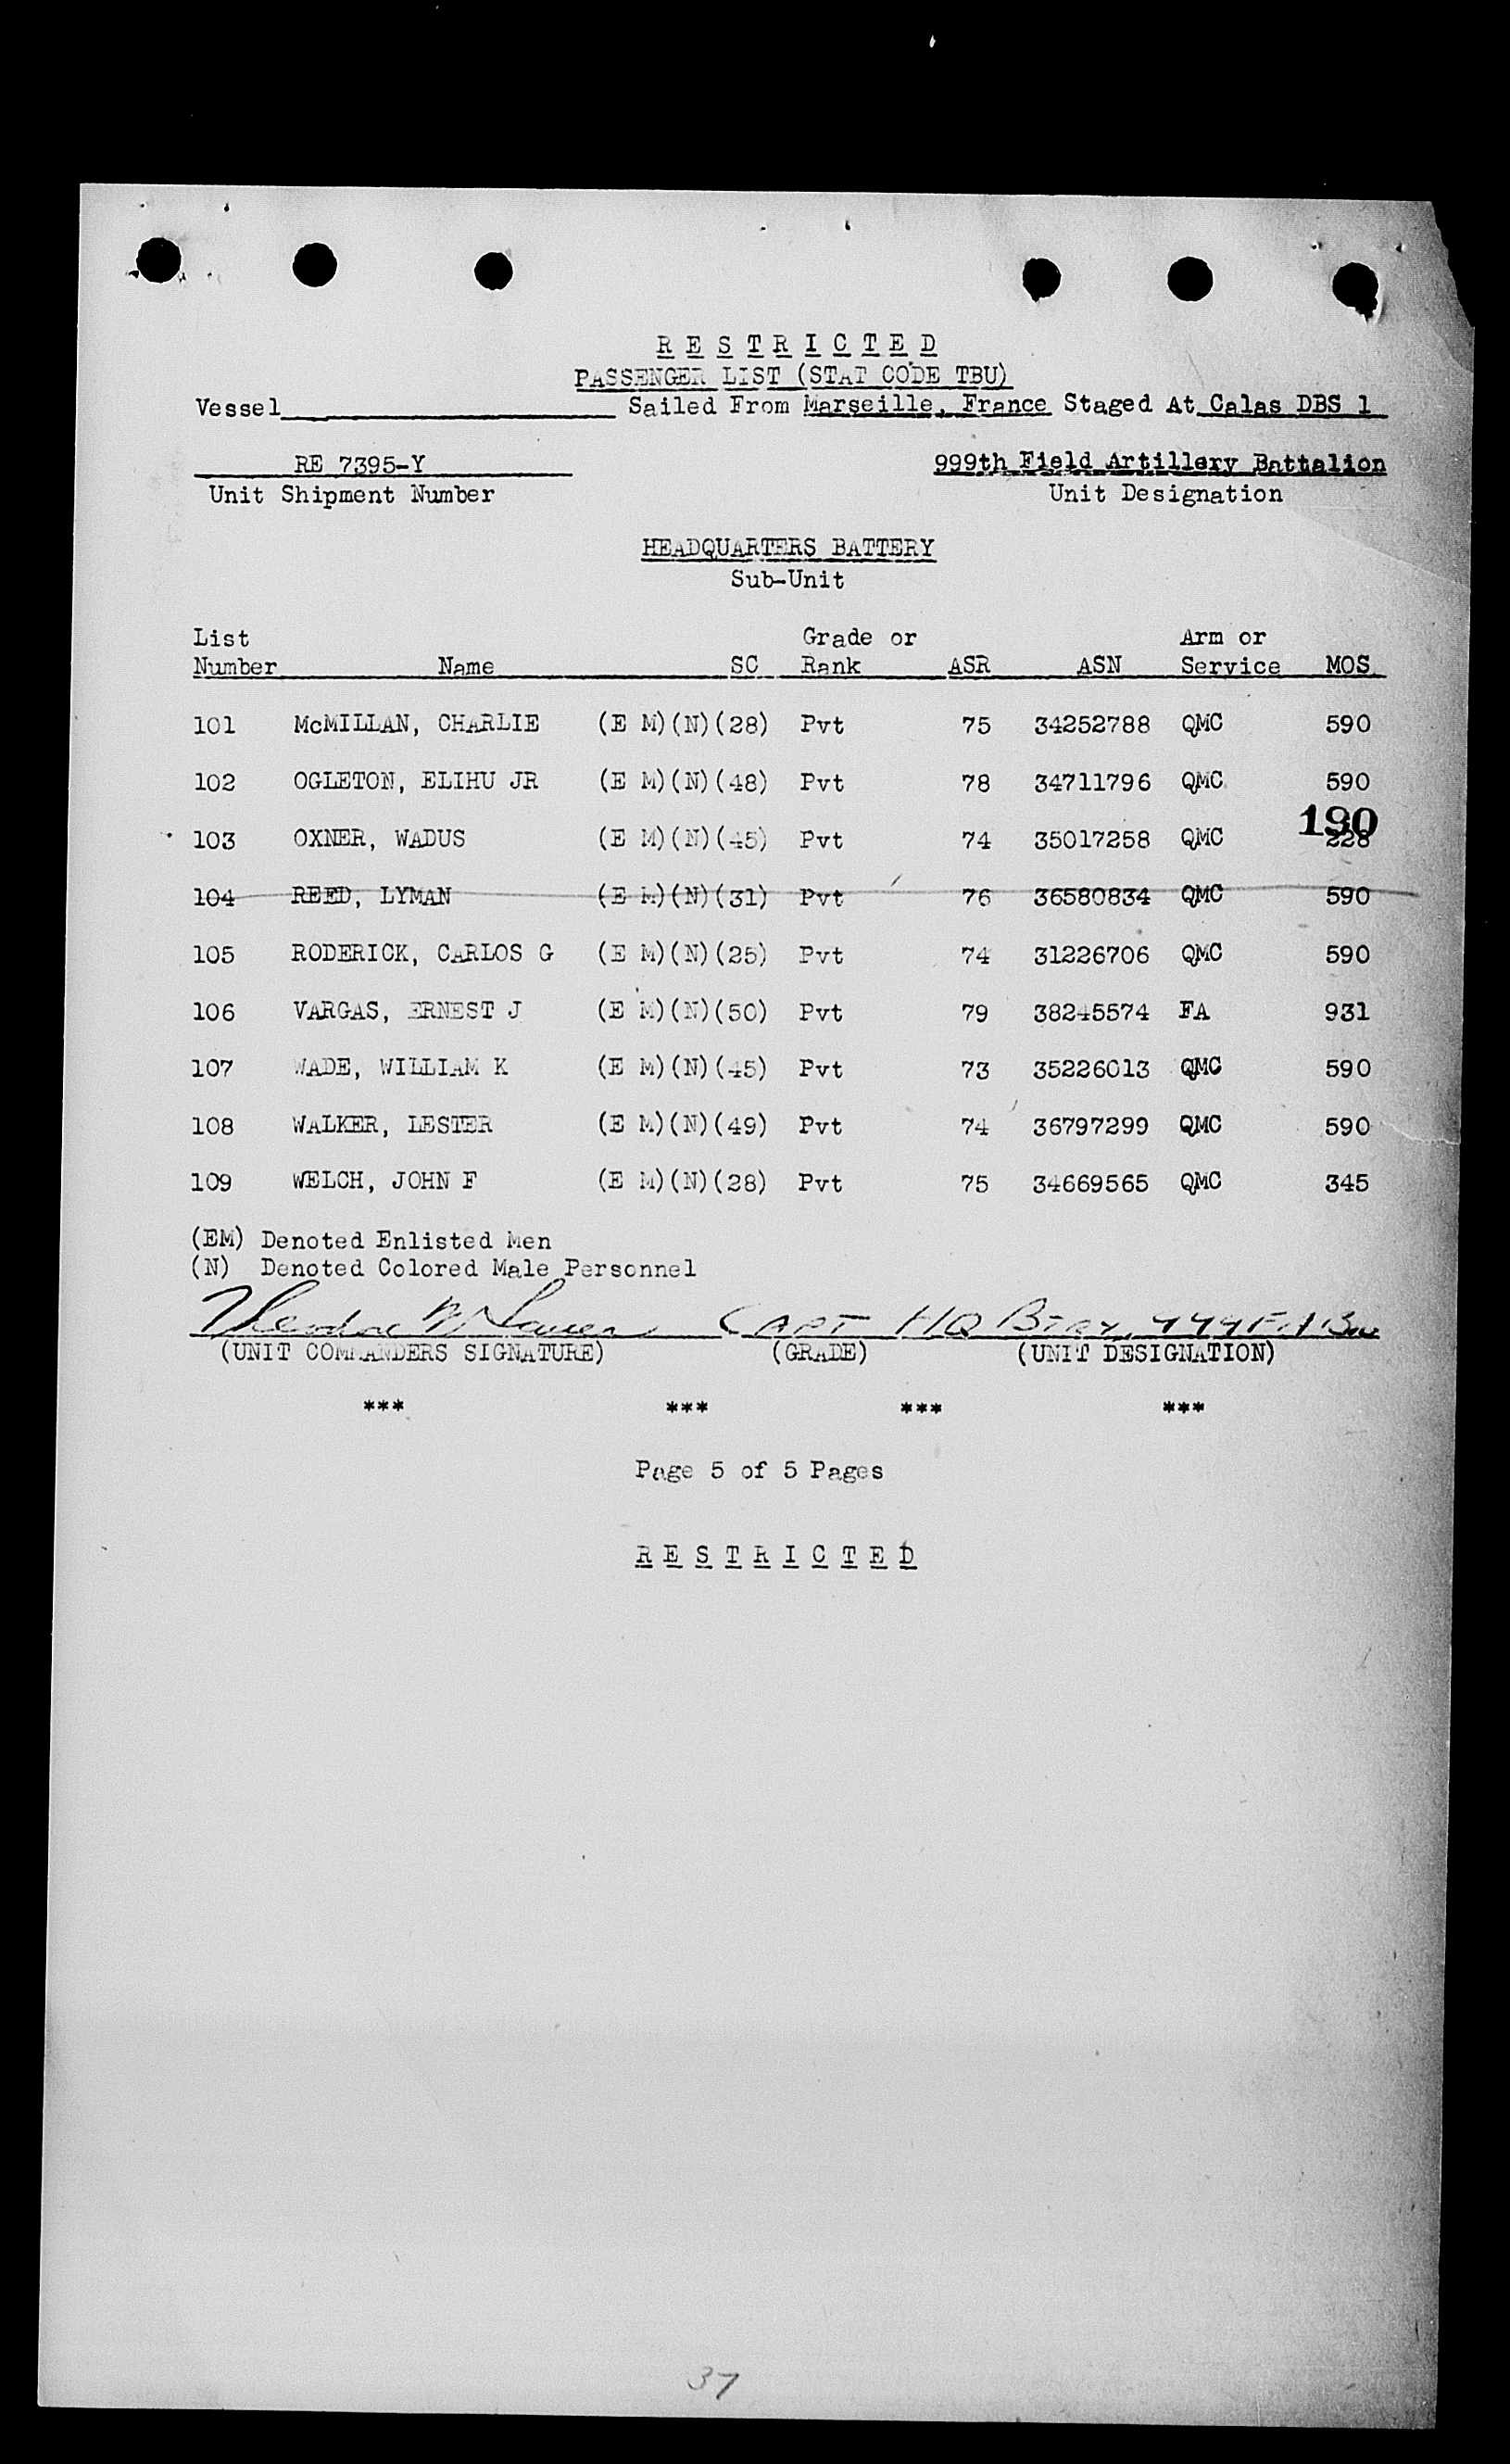 R E S T R I C T E D
PASSENGER LIST (STAT CODE TBU)
Vessel Sailed From Marseille, France Staged At Calas DBS 1
RE 7395-Y 999th Field Artillery Battalion
Unit Shipment Number Unit Designation
HEADQUARTERS BATTERY
Sub-Unit
List Grade or Arm or
Number Name SC Rank ASR ASN Service MOS
101 McMILLAN, CHARLIE (E M)(N)(28) Pvt 75 34252788 QMC 590
102 OGLETON, ELIHU JR (E M)(N)(48) Pvt 78 34711796 QMC 590
190
103 OXNER, WADUS (E M)(N)(45) Pvt 74 35017258 QMC 228
104 REED, LYMAN (E M)(N)(31) Pvt 76 36580834 QMC 590
105 RODERICK, CARLOS G (E M)(N)(25) Pvt 74 31226706 QMC 590
106 VARGAS, ERNEST J (E M)(N)(50) Pvt 79 38245574 FA 931
107 WADE, WILLIAM K (E M)(N)(45) Pvt 73 35226013 QMC 590
108 WALKER, LESTER (E M)(N)(49) Pvt 74 36797299 QMC 590
109 WELCH, JOHN F (E M)(N)(28) Pvt 75 34669565 QMC 345
(EM) Denoted Enlisted Men
(N) Denoted Colored Male Personnel
Theodore CAPT HQ BTRY, 999 FA Bn
(UNIT COMMANDERS SIGNATURE) (GRADE) (UNIT DESIGNATION)
*** *** *** ***
Page 5 of 5 Pages
R E S T R I C T E D
37